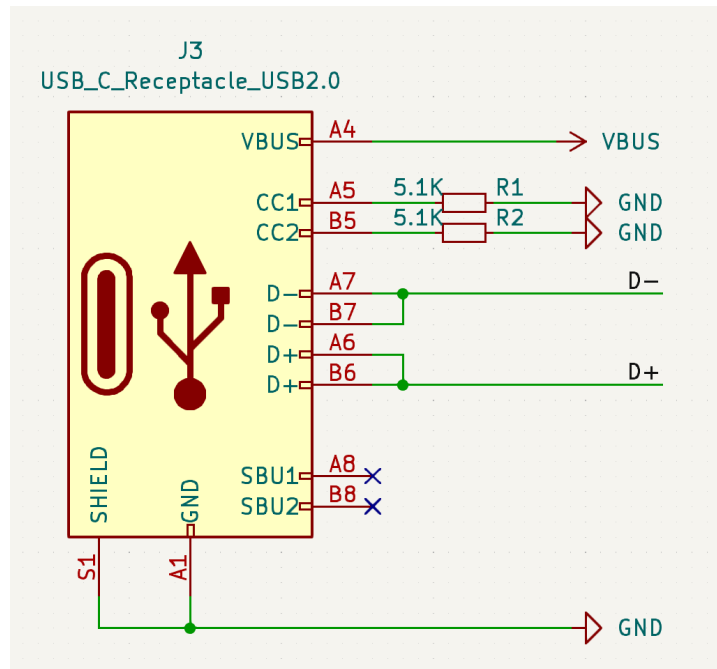 J3
USB_C_Receptacle_USB2.0
VBUS A4 VBUS
CC1 A5 5.1K R1 GND
CC2 B5 5.1K R2 GND
D- A7 D-
D- B7
D+ A6
D+ B6 D+
SBU1 A8
SBU2 B8
SHIELD GND
S1 A1
GND